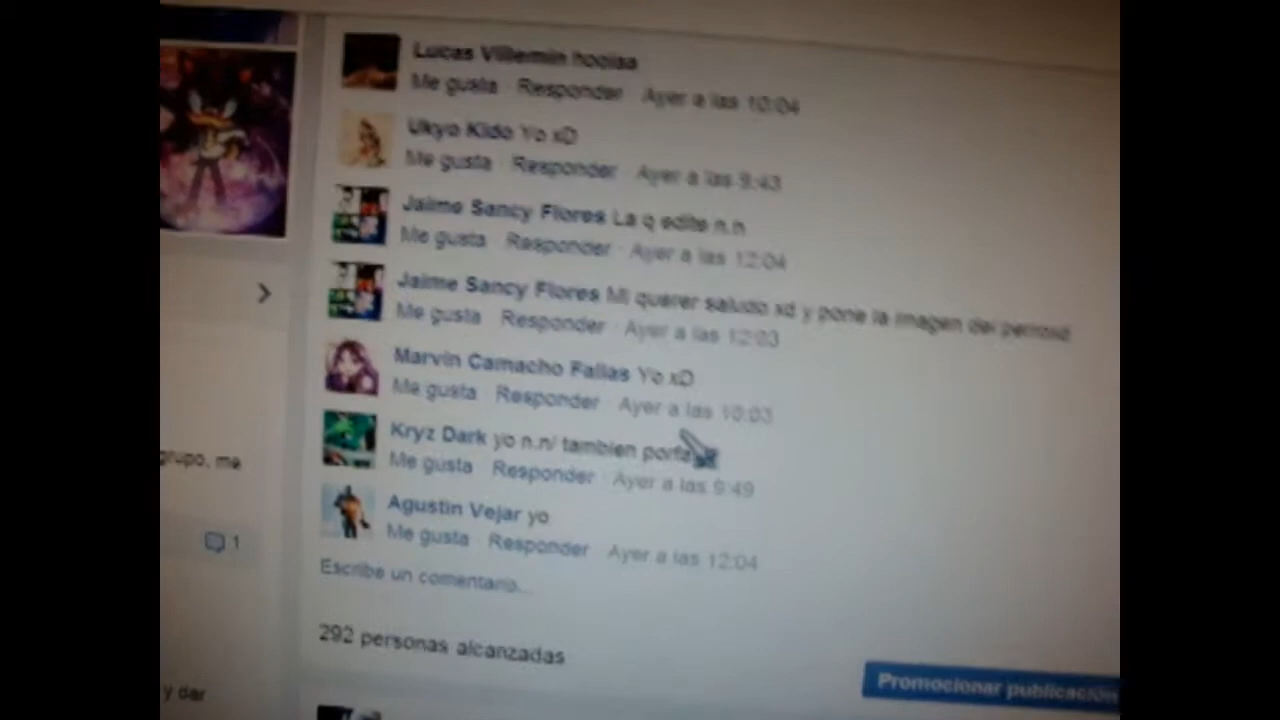 Lucas Villemin hoolaa
Me gusta · Responder · Ayer a las 10:04
Ukyo Kido Yo xD
Me gusta · Responder · Ayer a las 9:43
Jaime Sancy Flores La q edite n.n
Me gusta · Responder · Ayer a las 12:04
Jaime Sancy Flores Mi querer saludo xd y pone la imagen del
Me gusta · Responder · Ayer a las 12:03
Marvin Camacho Fallas Yo xD
Me gusta · Responder · Ayer a las 10:03
Kryz Dark yo n.n/ tambien porfa
Me gusta · Responder · Ayer a las 9:49
grupo, me
Agustin Vejar yo
Me gusta · Responder · Ayer a las 12:04
1
Escribe un comentario...
292 personas alcanzadas
Promocionar publicación
y dar